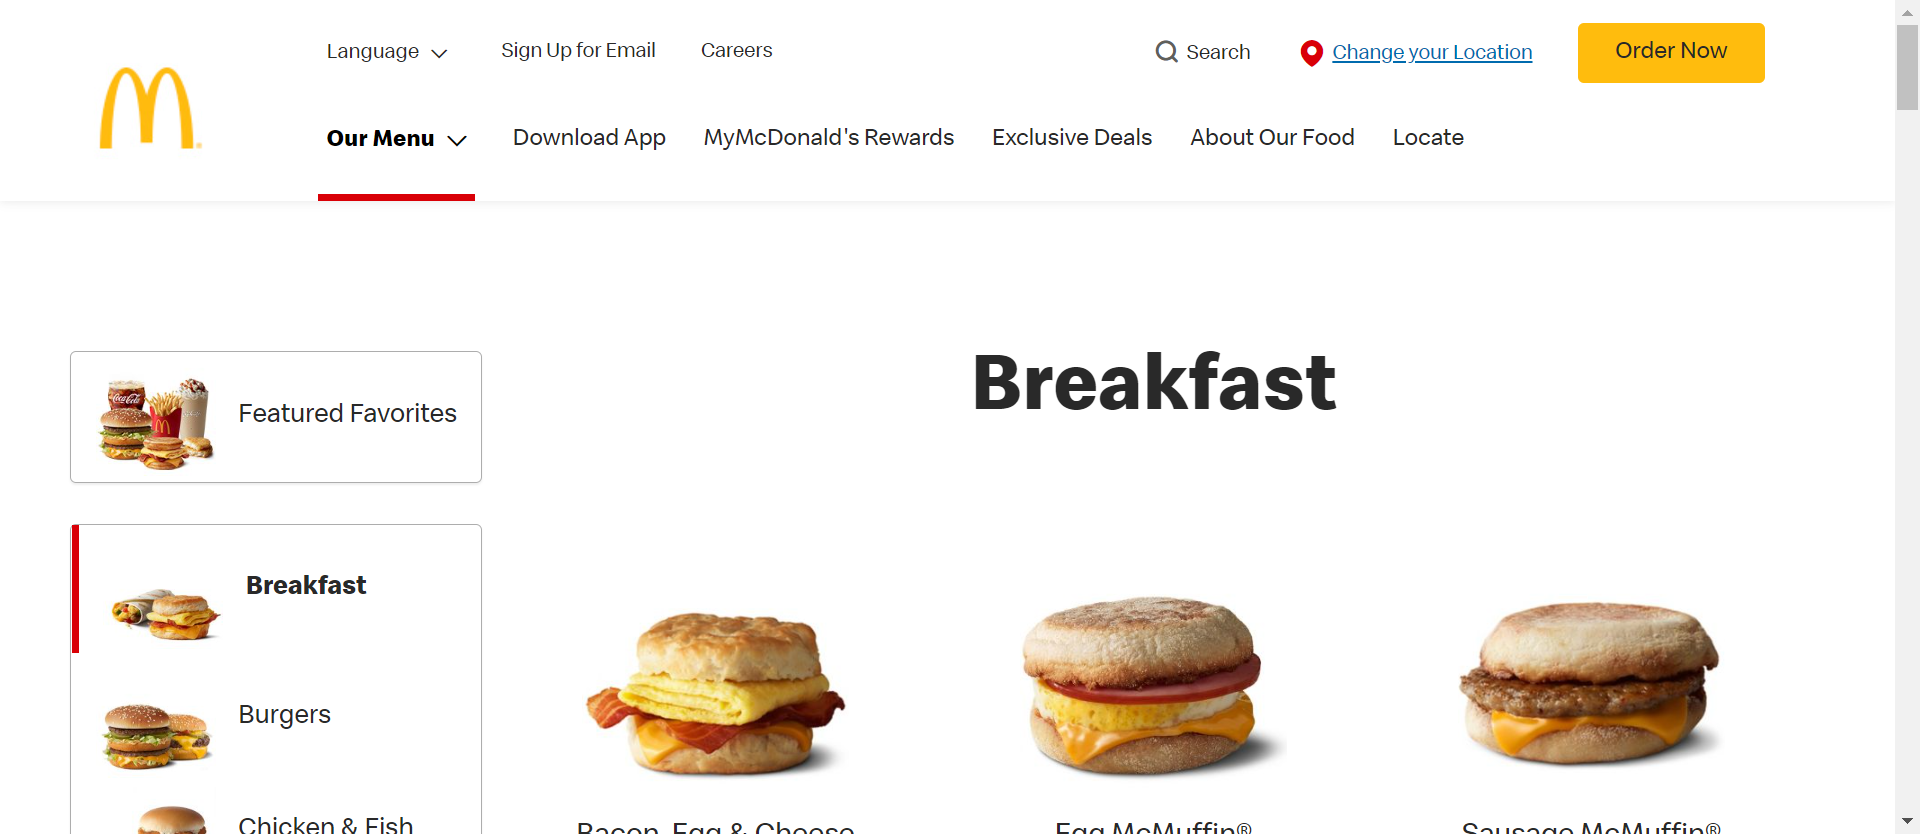 Language
Sign Up for Email
Careers
Search
Change your Location
Order Now
Our Menu
Download App
MyMcDonald's Rewards
Exclusive Deals
About Our Food
Locate
Featured Favorites
Breakfast
Burgers
Chicken & Fish
Breakfast
Bacon, Egg & Cheese
Egg McMuffin®
Sausage McMuffin®